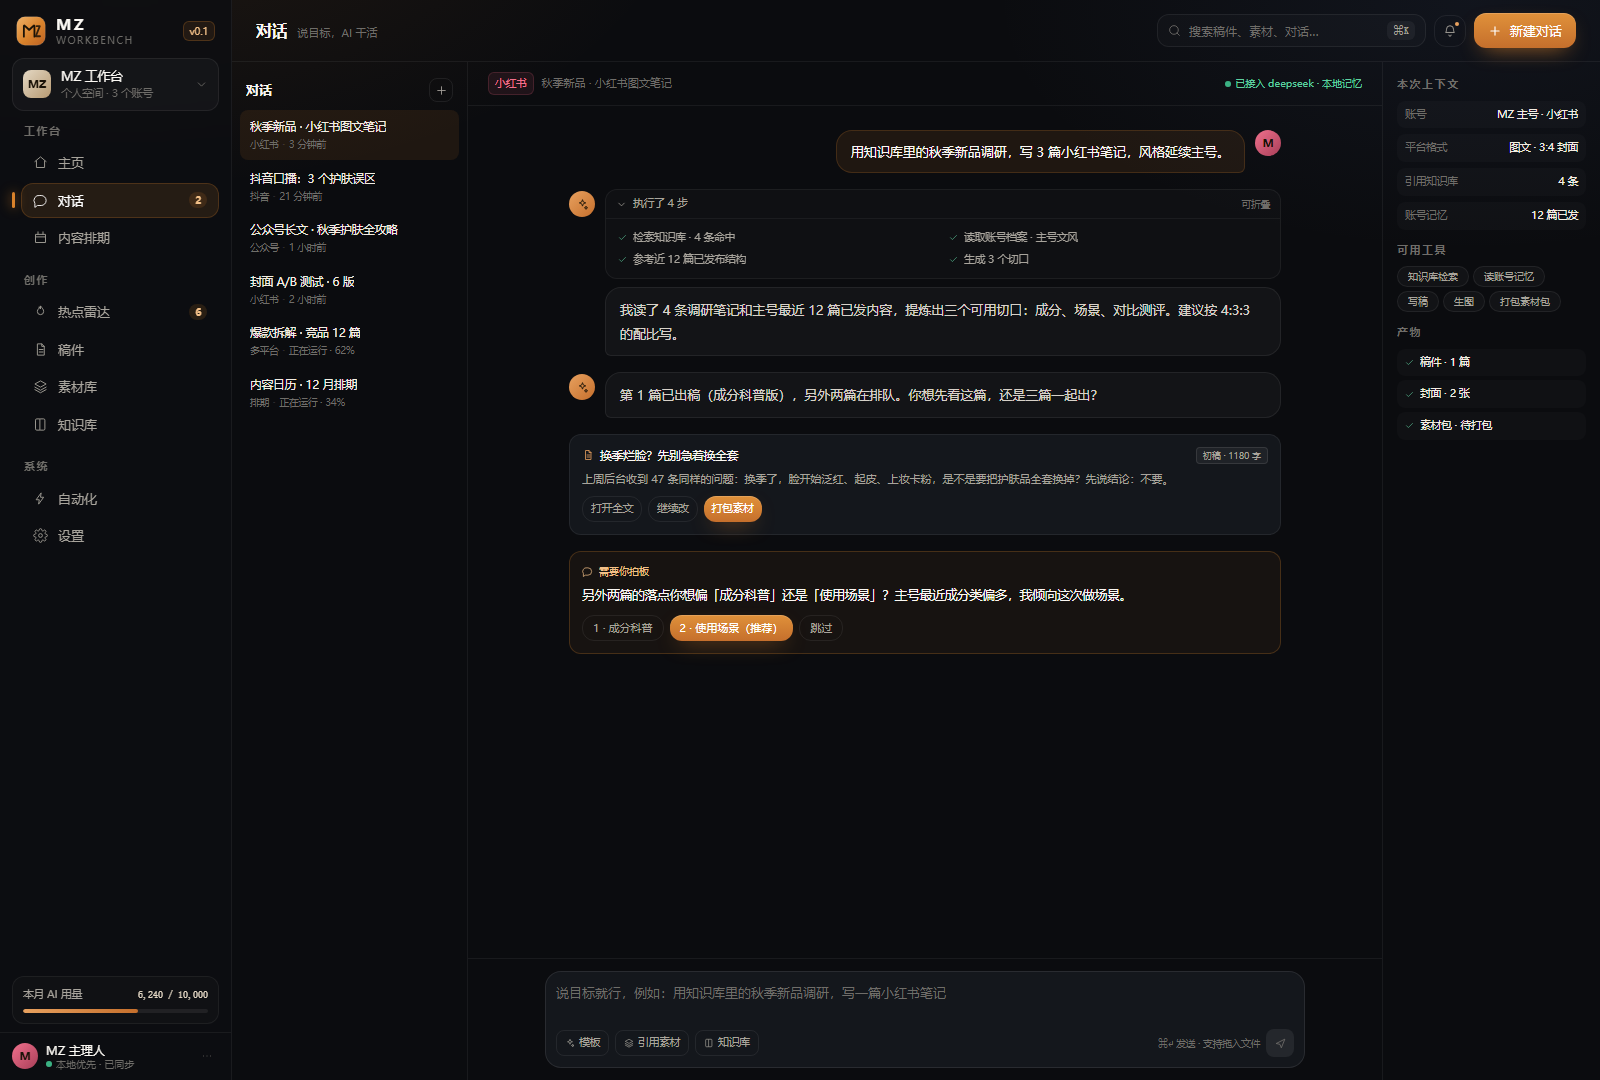 MZ
WORKBENCH
v0.1
MZ
MZ 工作台
个人空间 · 3 个账号
工作台
主页
对话
2
内容排期
创作
热点雷达
6
稿件
素材库
知识库
系统
自动化
设置
本月 AI 用量
6,240 / 10,000
M
MZ 主理人
本地优先 · 已同步
对话
说目标，AI 干活
搜索稿件、素材、对话...
⌘K
新建对话
对话
秋季新品 · 小红书图文笔记
小红书 · 3 分钟前
抖音口播：3 个护肤误区
抖音 · 21 分钟前
公众号长文 · 秋季护肤全攻略
公众号 · 1 小时前
封面 A/B 测试 · 6 版
小红书 · 2 小时前
爆款拆解 · 竞品 12 篇
多平台 · 正在运行 · 62%
内容日历 · 12 月排期
排期 · 正在运行 · 34%
小红书
秋季新品 · 小红书图文笔记
已接入 deepseek · 本地记忆
用知识库里的秋季新品调研，写 3 篇小红书笔记，风格延续主号。
M
执行了 4 步
可折叠
检索知识库 · 4 条命中
读取账号档案 · 主号文风
参考近 12 篇已发布结构
生成 3 个切口
我读了 4 条调研笔记和主号最近 12 篇已发内容，提炼出三个可用切口：成分、场景、对比测评。建议按 4:3:3
的配比写。
第 1 篇已出稿（成分科普版），另外两篇在排队。你想先看这篇，还是三篇一起出？
换季烂脸？先别急着换全套
初稿 · 1180 字
上周后台收到 47 条同样的问题：换季了，脸开始泛红、起皮、上妆卡粉，是不是要把护肤品全套换掉？先说结论：不要。
打开全文
继续改
打包素材
需要你拍板
另外两篇的落点你想偏「成分科普」还是「使用场景」？主号最近成分类偏多，我倾向这次做场景。
1 · 成分科普
2 · 使用场景（推荐）
跳过
说目标就行，例如：用知识库里的秋季新品调研，写一篇小红书笔记
模板
引用素材
知识库
⌘↵ 发送 · 支持拖入文件
本次上下文
账号
MZ 主号 · 小红书
平台格式
图文 · 3:4 封面
引用知识库
4 条
账号记忆
12 篇已发
可用工具
知识库检索
读账号记忆
写稿
生图
打包素材包
产物
稿件 · 1 篇
封面 · 2 张
素材包 · 待打包